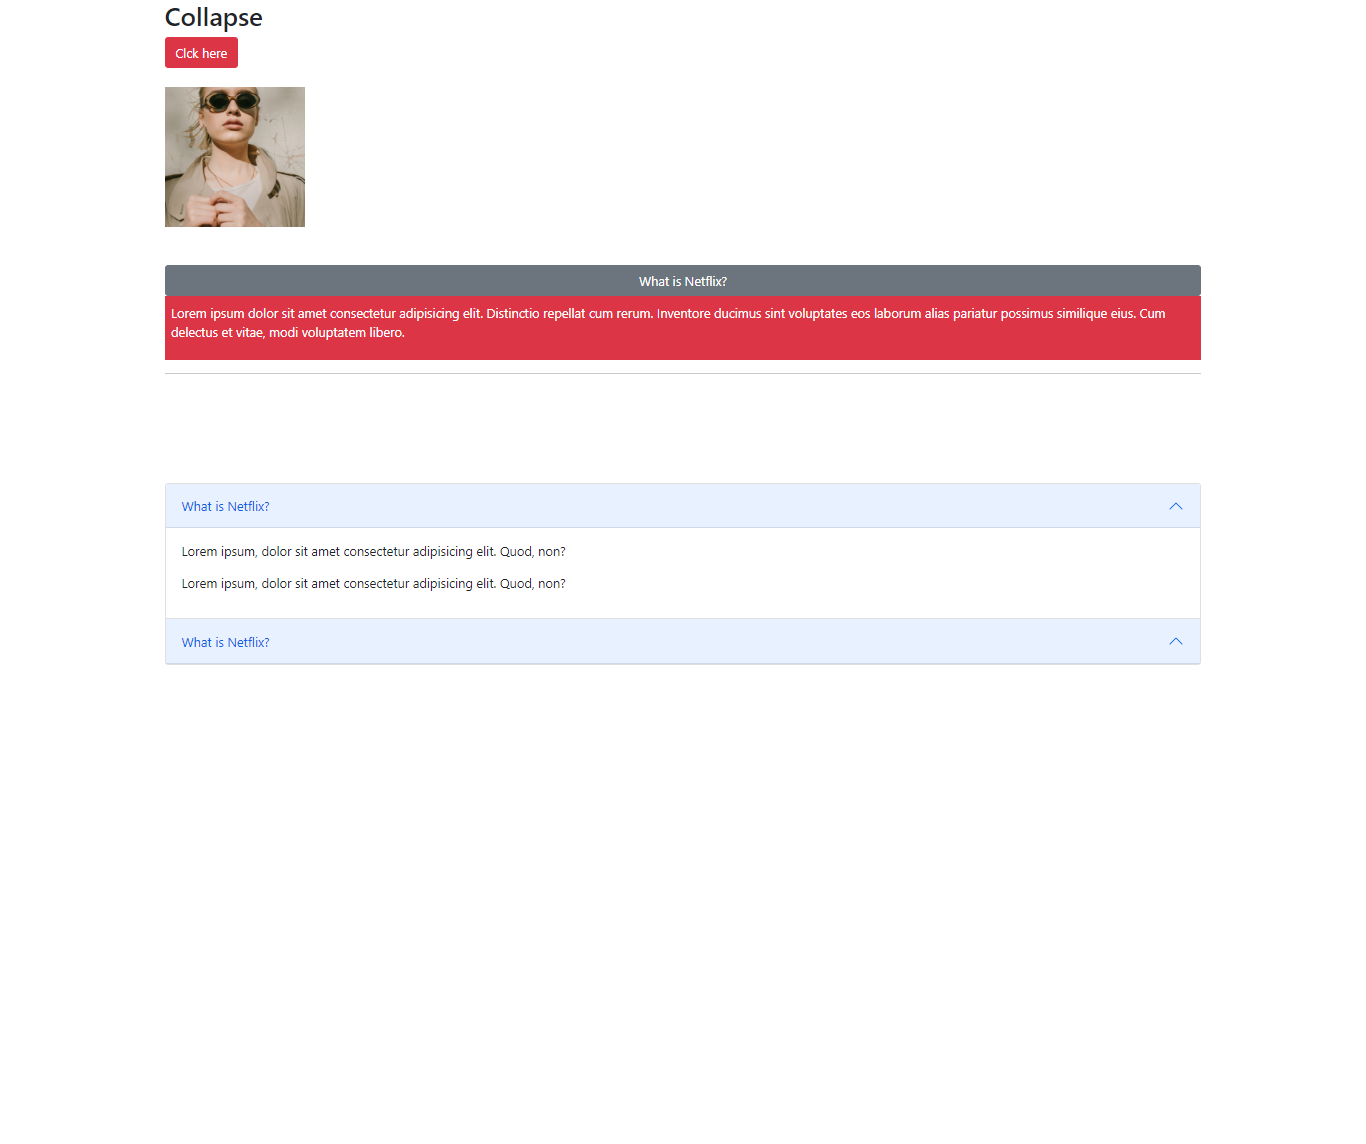 Collapse
Clck here
What is Netflix?
Lorem ipsum dolor sit amet consectetur adipisicing elit. Distinctio repellat cum rerum. Inventore ducimus sint voluptates eos laborum alias pariatur possimus similique eius. Cum
delectus et vitae, modi voluptatem libero.
What is Netflix?
Lorem ipsum, dolor sit amet consectetur adipisicing elit. Quod, non?
Lorem ipsum, dolor sit amet consectetur adipisicing elit. Quod, non?
What is Netflix?